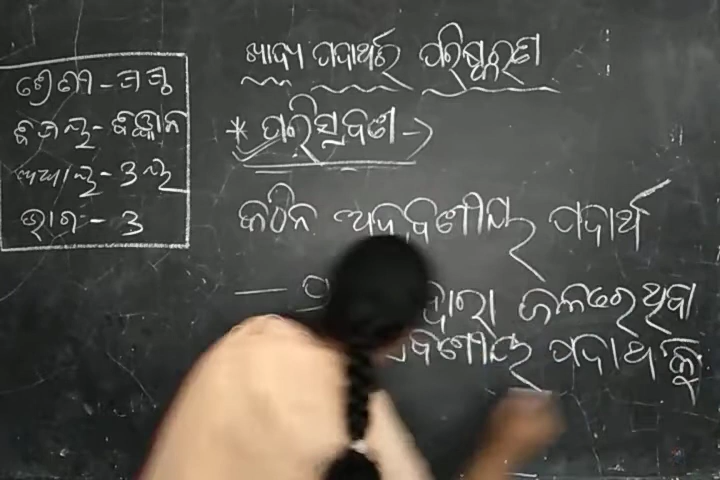 ଖାଦ୍ୟ ପଦାର୍ଥର ପରିଷ୍କରଣ
ଶ୍ରେଣୀ - ଷଷ୍ଠ
ବିଷୟ - ବିଜ୍ଞାନ
ଅଧ୍ୟାୟ - ୩ୟ
ଭାଗ - ୩
* ପରିସ୍ରବଣ →
କଠିନ ଅଦ୍ରବଣୀୟ ପଦାର୍ଥ
— ଦ୍ୱାରା ଜଳରେ ଥିବା
ପଦାର୍ଥକୁ